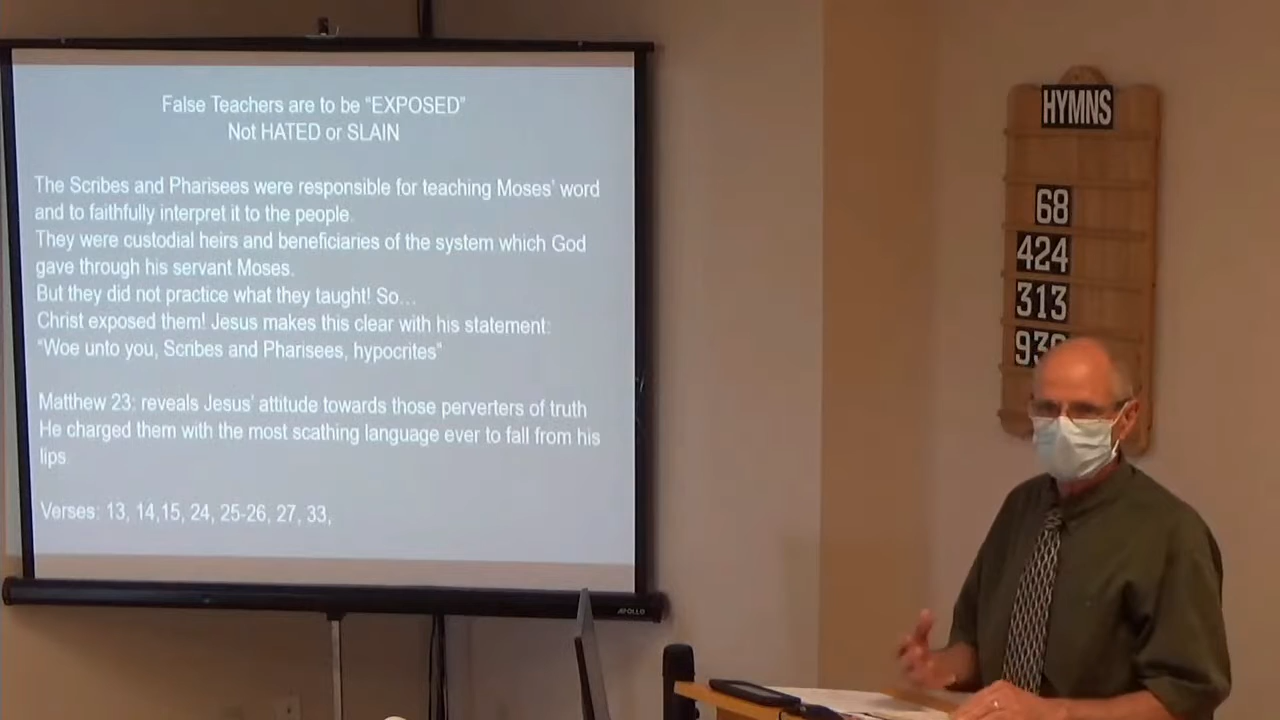 False Teachers are to be “EXPOSED”
Not HATED or SLAIN
The Scribes and Pharisees were responsible for teaching Moses’ word
and to faithfully interpret it to the people.
They were custodial heirs and beneficiaries of the system which God
gave through his servant Moses.
But they did not practice what they taught! So…
Christ exposed them! Jesus makes this clear with his statement:
“Woe unto you, Scribes and Pharisees, hypocrites”
Matthew 23: reveals Jesus’ attitude towards those perverters of truth
He charged them with the most scathing language ever to fall from his
lips.
Verses: 13, 14,15, 24, 25-26, 27, 33,
APOLLO
HYMNS
68
424
313